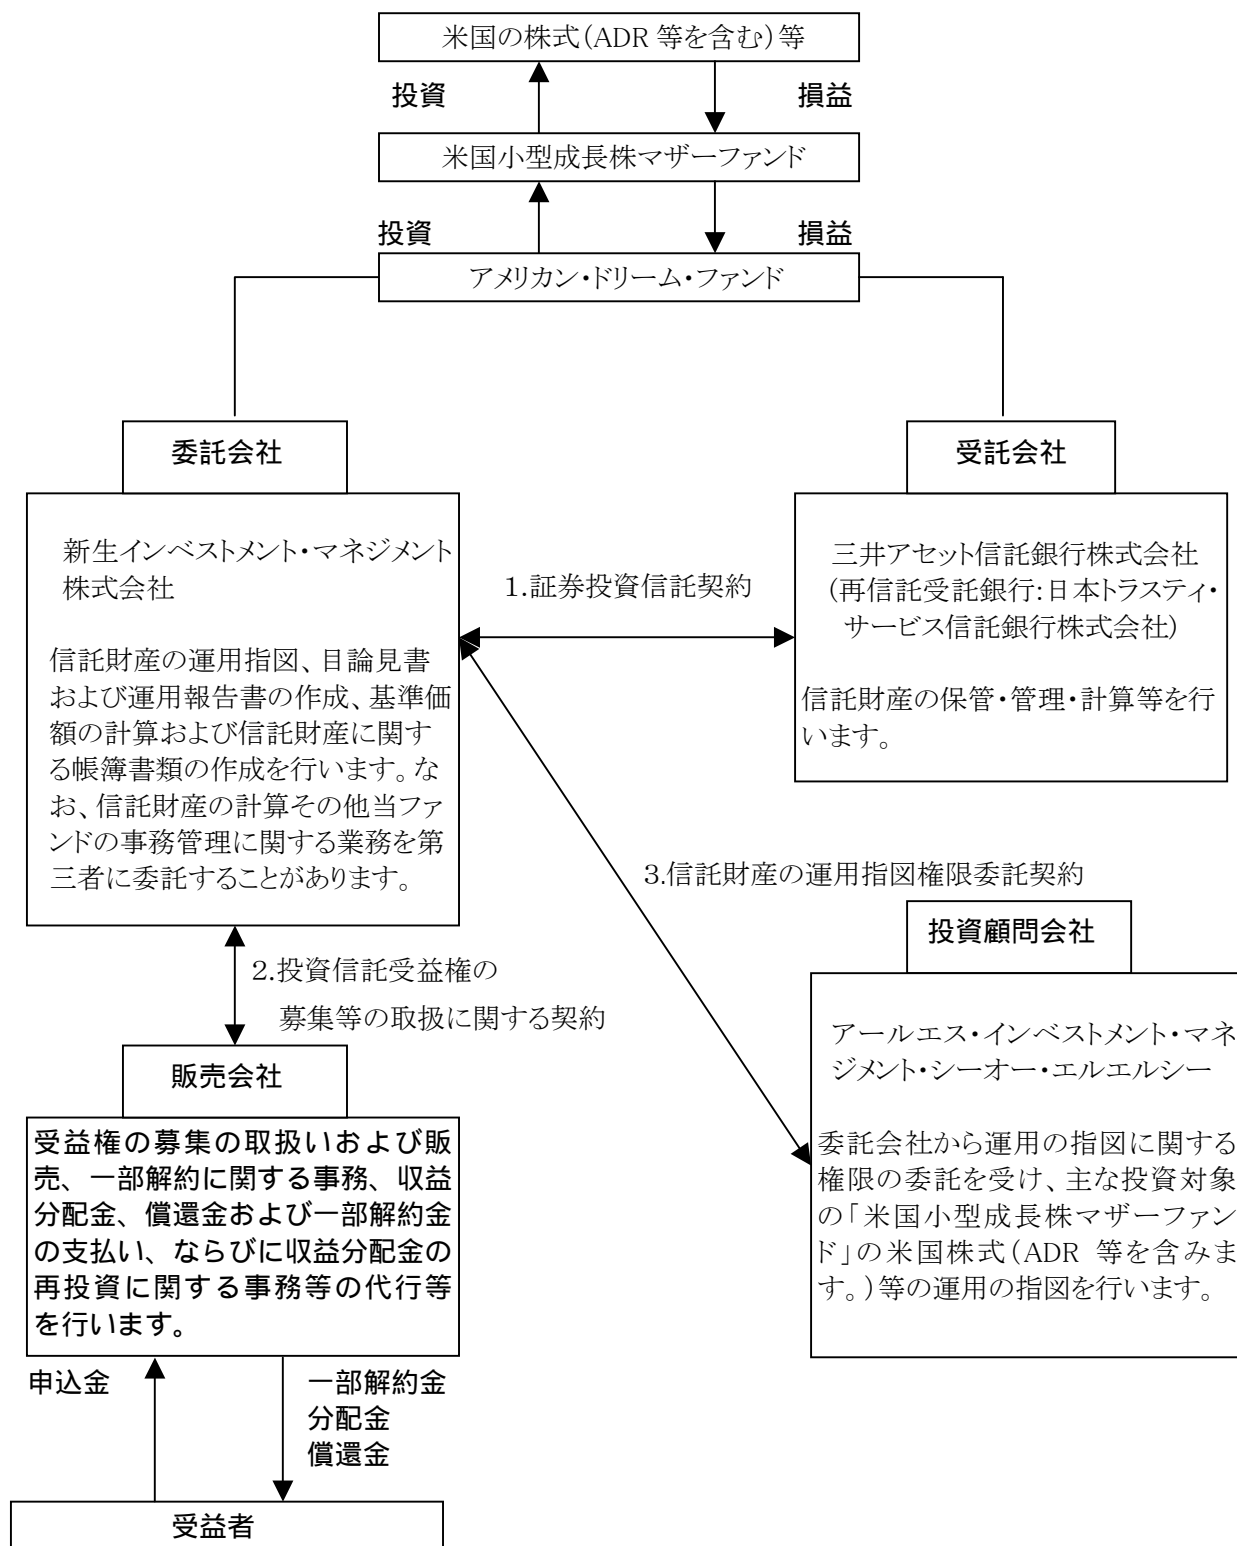 米国の株式(ADR 等を含む)等
投資
損益
米国小型成長株マザーファンド
投資
損益
アメリカン・ドリーム・ファンド
委託会社
新生インベストメント・マネジメント
株式会社
信託財産の運用指図、目論見書
および運用報告書の作成、基準価
額の計算および信託財産に関す
る帳簿書類の作成を行います。な
お、信託財産の計算その他当ファ
ンドの事務管理に関する業務を第
三者に委託することがあります。
1.証券投資信託契約
受託会社
三井アセット信託銀行株式会社
(再信託受託銀行:日本トラスティ・
サービス信託銀行株式会社)
信託財産の保管・管理・計算等を行
います。
3.信託財産の運用指図権限委託契約
投資顧問会社
アールエス・インベストメント・マネ
ジメント・シーオー・エルエルシー
委託会社から運用の指図に関する
権限の委託を受け、主な投資対象
の「米国小型成長株マザーファン
ド」の米国株式(ADR 等を含みま
す。)等の運用の指図を行います。
2.投資信託受益権の
募集等の取扱に関する契約
販売会社
受益権の募集の取扱いおよび販
売、一部解約に関する事務、収益
分配金、償還金および一部解約金
の支払い、ならびに収益分配金の
再投資に関する事務等の代行等
を行います。
申込金
一部解約金
分配金
償還金
受益者